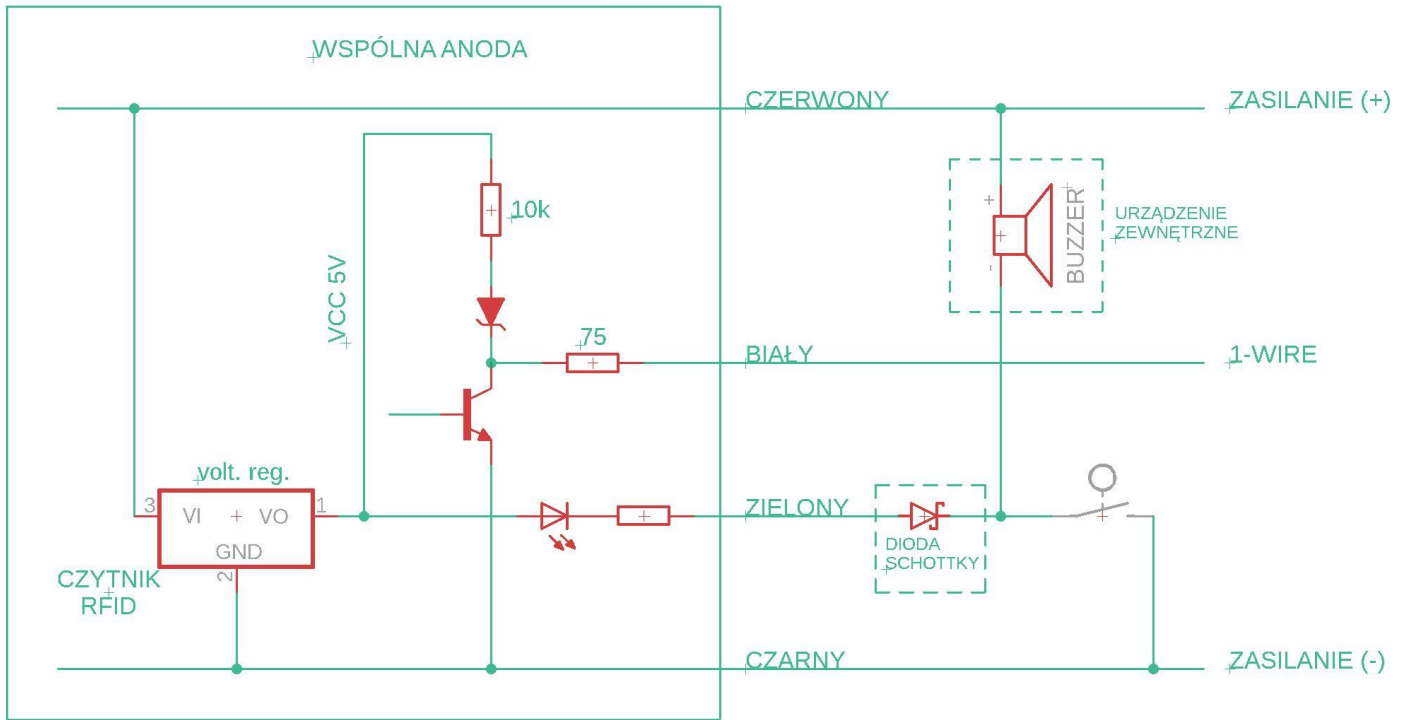 WSPÓLNA ANODA
CZERWONY
ZASILANIE (+)
10k
+
-
BUZZER
URZĄDZENIE
ZEWNĘTRZNE
VCC 5V
75
BIAŁY
1-WIRE
volt. reg.
3
VI
VO
1
GND
2
ZIELONY
DIODA
SCHOTTKY
CZYTNIK
RFID
CZARNY
ZASILANIE (-)